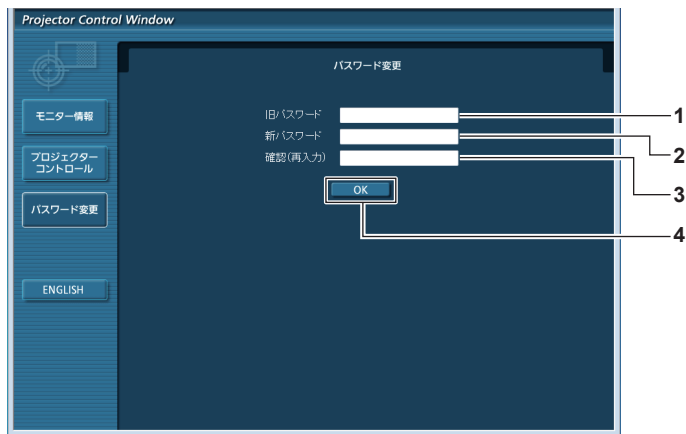 Projector Control Window
パスワード変更
モニター情報
プロジェクター
コントロール
パスワード変更
ENGLISH
旧パスワード
新パスワード
確認(再入力)
OK
1
2
3
4